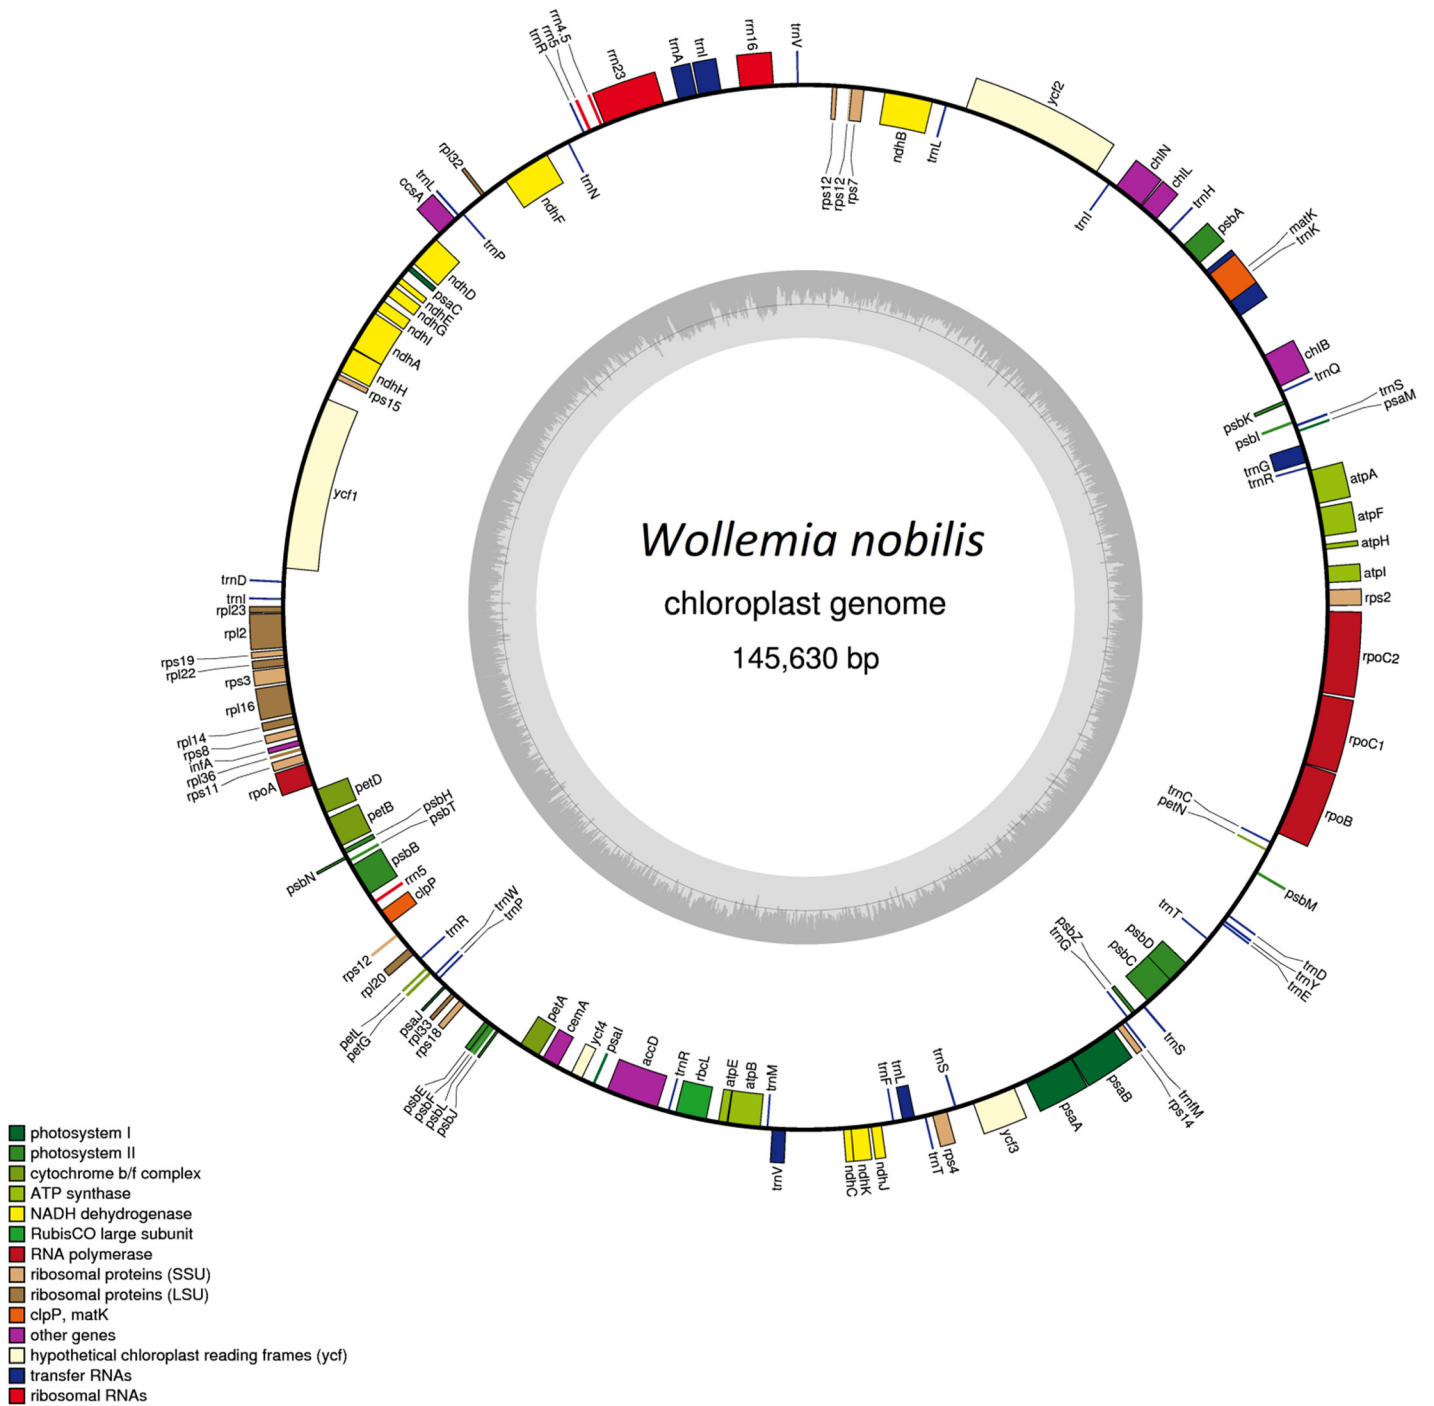 Wollemia nobilis
chloroplast genome
145,630 bp
trnV
ycf2
chlN
chlL
trnH
psbA
matK
trnK
chlB
trnQ
trnS
psaM
atpA
atpF
atpH
atpI
rps2
rpoC2
rpoC1
rpoB
psbM
trnD
trnY
trnE
trnS
trnfM
rps14
psaB
psaA
ycf3
rps4
trnT
ndhJ
ndhK
ndhC
trnV
psbJ
psbL
psbF
psbE
rps18
rpl33
psaJ
petG
petL
rpl20
rps12
psbN
rpoA
rps11
rpl36
infA
rps8
rpl14
rpl16
rps3
rpl22
rps19
rpl2
rpl23
trnI
trnD
ccsA
trnL
rpl32
trnR
rrn5
rrn4.5
rrn23
trnA
trnI
rrn16
rps12
rps12
rps7
ndhB
trnL
trnI
psbK
psbI
trnG
trnR
trnC
petN
trnT
psbD
psbC
psbZ
trnG
trnS
trnL
trnF
trnM
atpB
atpE
rbcL
trnR
accD
psaI
ycf4
cemA
petA
trnP
trnW
trnR
clpP
rrn5
psbB
psbT
psbH
petB
petD
ycf1
rps15
ndhH
ndhA
ndhI
ndhG
ndhE
psaC
ndhD
trnP
ndhF
trnN
photosystem I
photosystem II
cytochrome b/f complex
ATP synthase
NADH dehydrogenase
RubisCO large subunit
RNA polymerase
ribosomal proteins (SSU)
ribosomal proteins (LSU)
clpP, matK
other genes
hypothetical chloroplast reading frames (ycf)
transfer RNAs
ribosomal RNAs